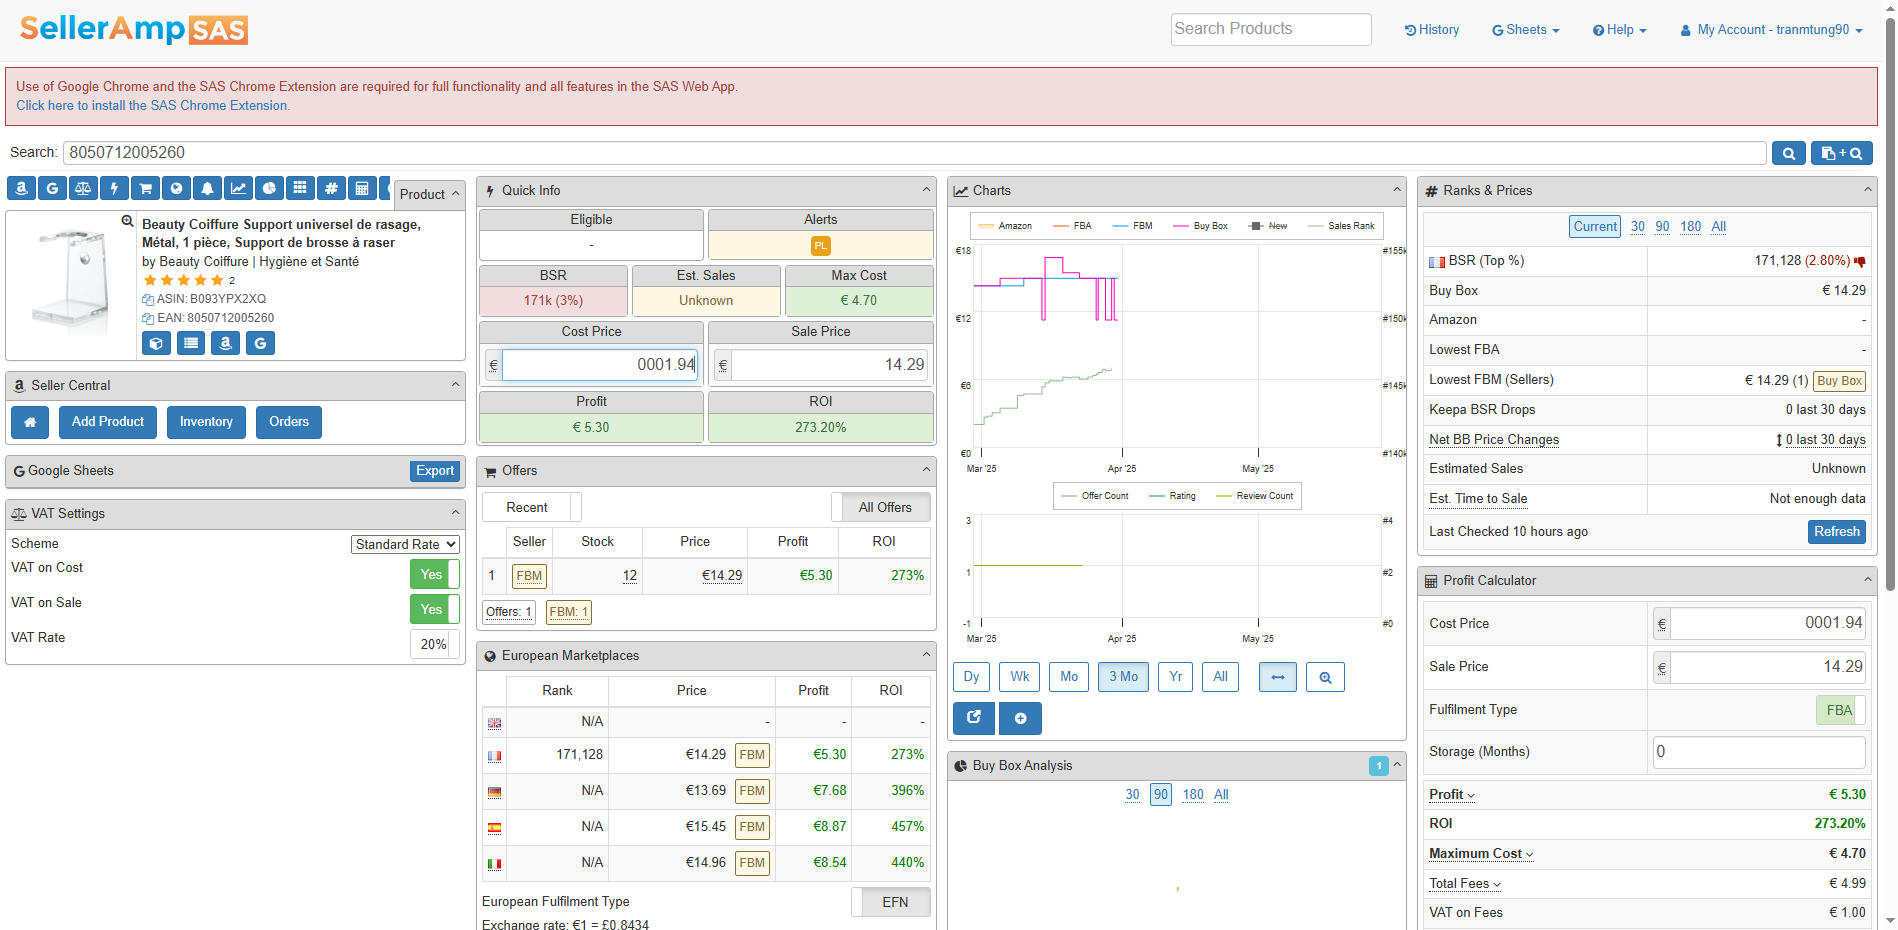 SellerAmp SAS
Search Products
History
Sheets
Help
My Account - tranmtung90
Use of Google Chrome and the SAS Chrome Extension are required for full functionality and all features in the SAS Web App.
Click here to install the SAS Chrome Extension.
Search: 8050712005260
Product
Beauty Coiffure Support universel de rasage,
Métal, 1 pièce, Support de brosse à raser
by Beauty Coiffure | Hygiène et Santé
2
ASIN: B093YPX2XQ
EAN: 8050712005260
Seller Central
Add Product
Inventory
Orders
Google Sheets
Export
VAT Settings
Scheme
Standard Rate
VAT on Cost
Yes
VAT on Sale
Yes
VAT Rate
20%
Quick Info
Eligible
Alerts
-
PL
BSR
Est. Sales
Max Cost
171k (3%)
Unknown
€ 4.70
Cost Price
Sale Price
€ 0001.94
€ 14.29
Profit
ROI
€ 5.30
273.20%
Offers
Recent
All Offers
Seller Stock Price Profit ROI
1 FBM 12 €14.29 €5.30 273%
Offers: 1
FBM: 1
European Marketplaces
Rank Price Profit ROI
N/A - - -
171,128 €14.29 FBM €5.30 273%
N/A €13.69 FBM €7.68 396%
N/A €15.45 FBM €8.87 457%
N/A €14.96 FBM €8.54 440%
European Fulfilment Type
EFN
Exchange rate: €1 = £0.8434
Charts
Amazon FBA FBM Buy Box New Sales Rank
€18
€12
€6
€0
#155k
#150k
#145k
#140k
Mar '25 Apr '25 May '25
Offer Count Rating Review Count
3
1
-1
#4
#2
#0
Mar '25 Apr '25 May '25
Dy
Wk
Mo
3 Mo
Yr
All
Buy Box Analysis
1
30 90 180 All
Ranks & Prices
Current 30 90 180 All
BSR (Top %) 171,128 (2.80%)
Buy Box € 14.29
Amazon -
Lowest FBA -
Lowest FBM (Sellers) € 14.29 (1) Buy Box
Keepa BSR Drops 0 last 30 days
Net BB Price Changes 0 last 30 days
Estimated Sales Unknown
Est. Time to Sale Not enough data
Last Checked 10 hours ago
Refresh
Profit Calculator
Cost Price € 0001.94
Sale Price € 14.29
Fulfilment Type FBA
Storage (Months) 0
Profit € 5.30
ROI 273.20%
Maximum Cost € 4.70
Total Fees € 4.99
VAT on Fees € 1.00